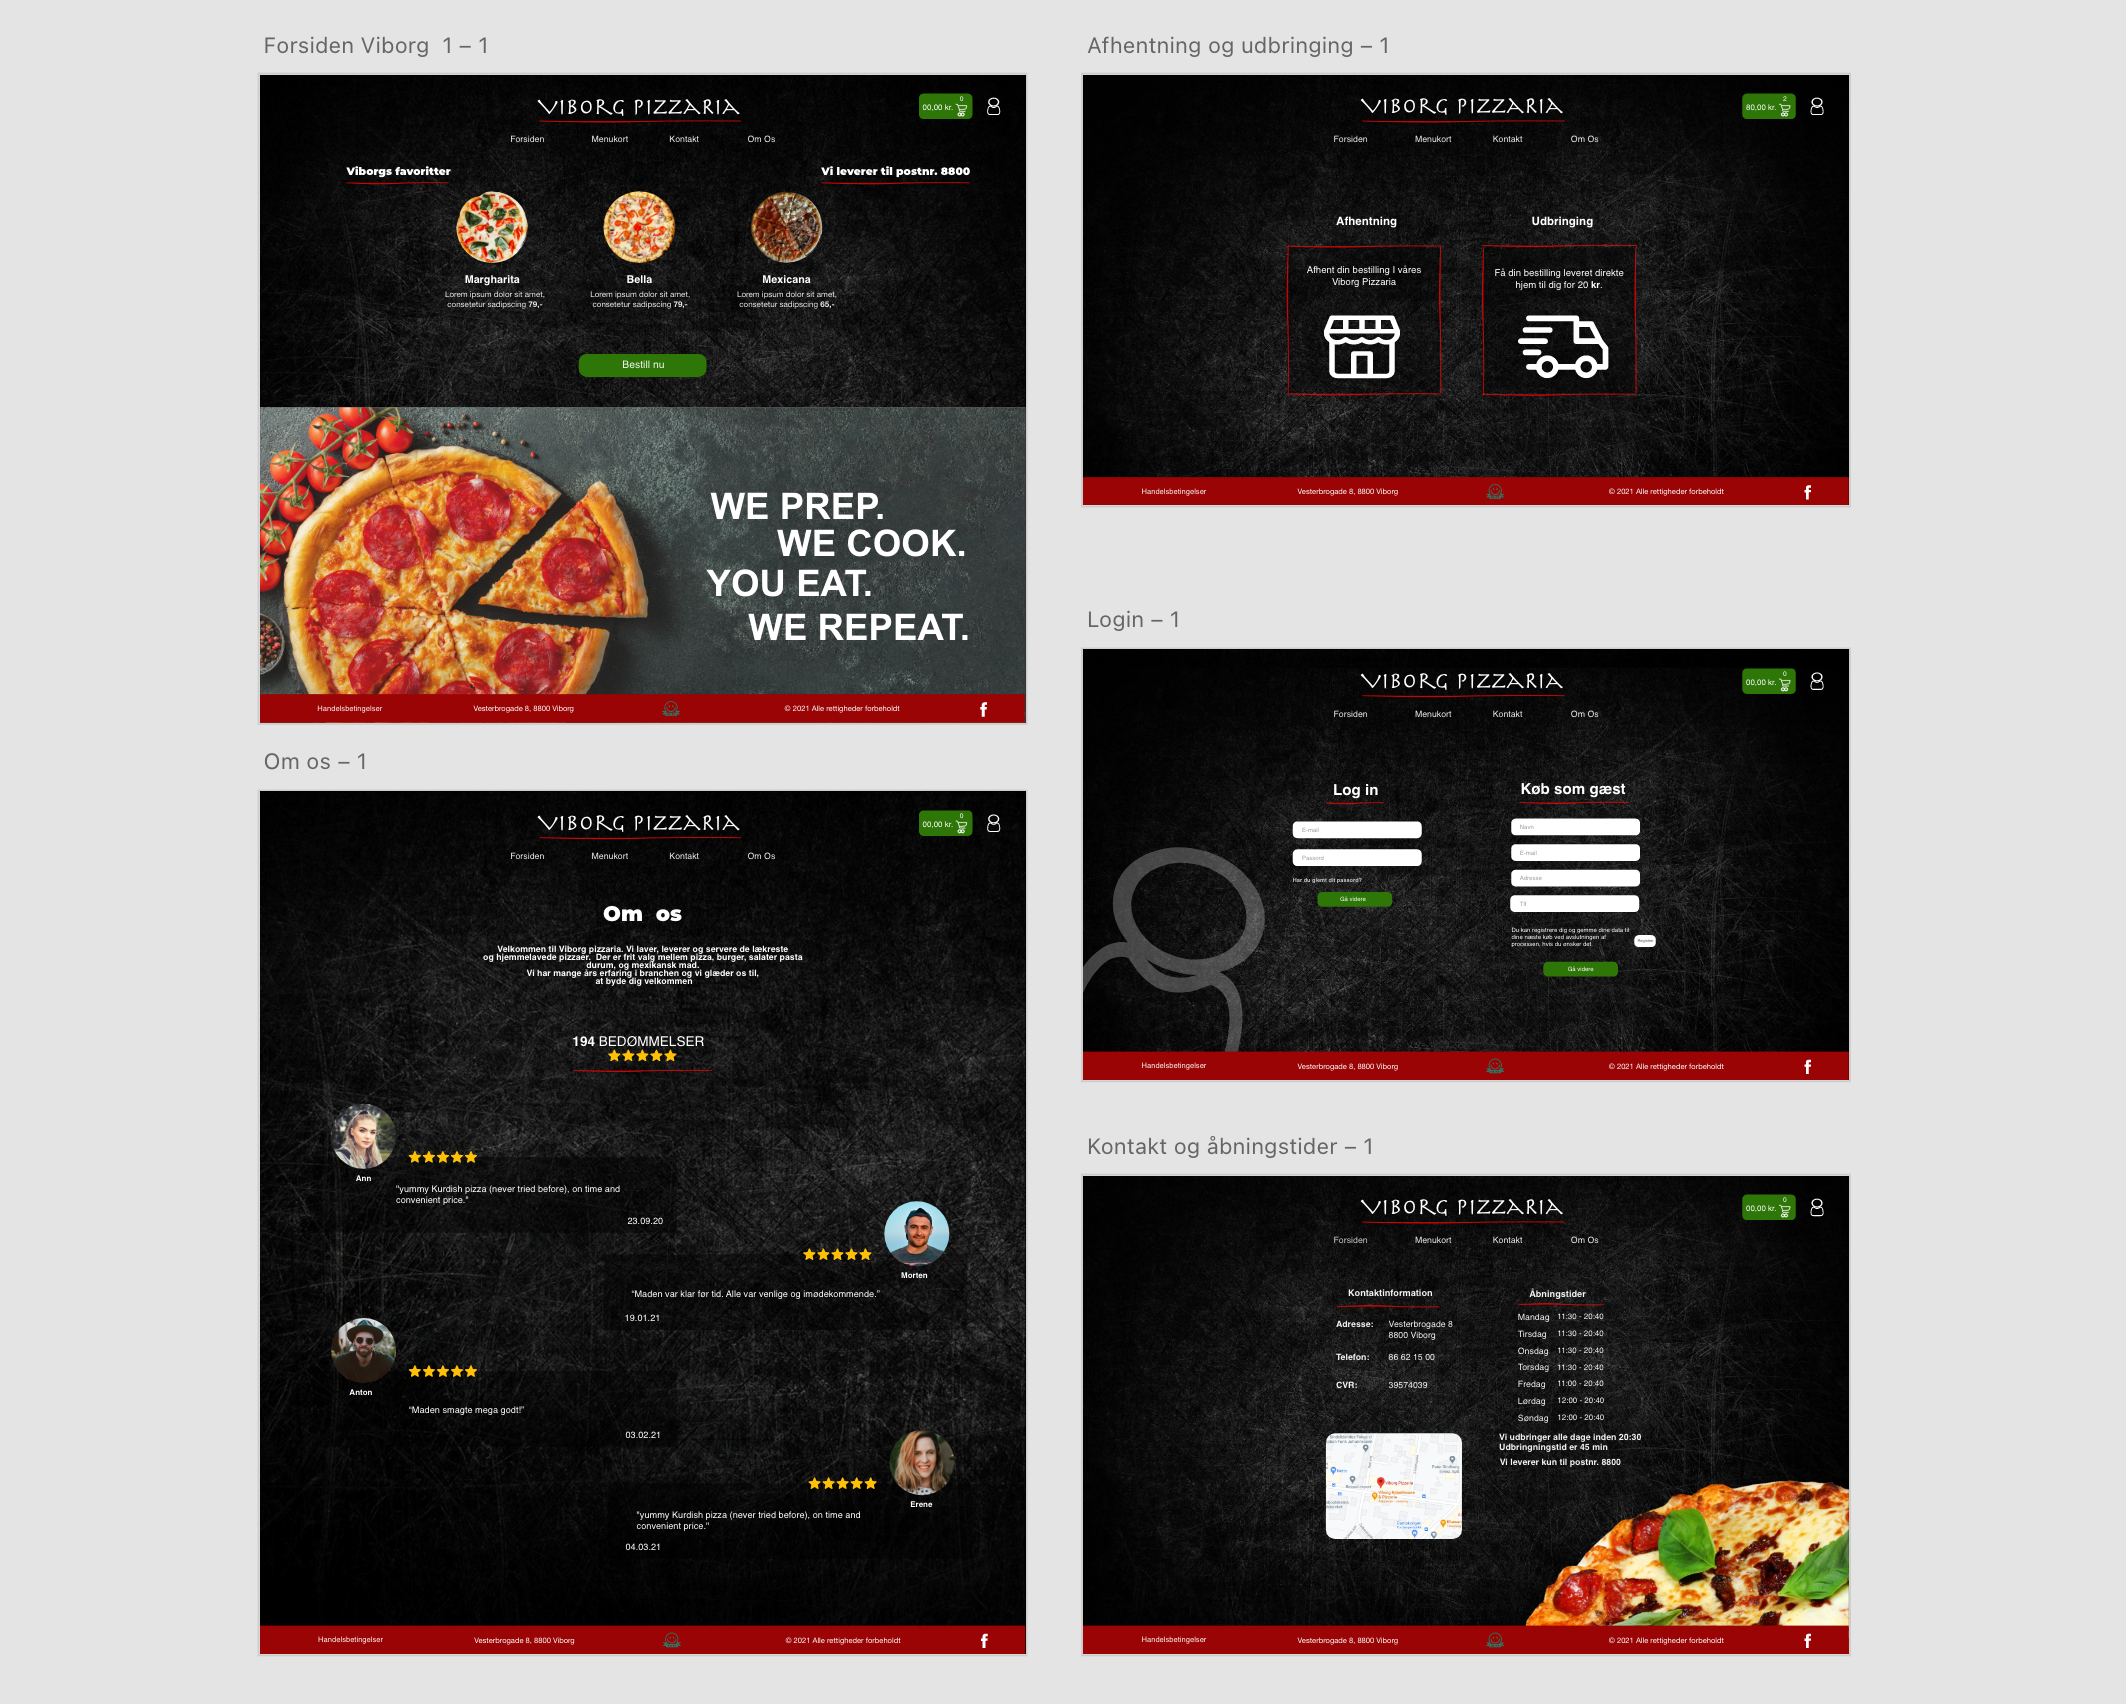 Forsiden Viborg  1 – 1
VIBORG PIZZARIA
00,00 kr.
0
Forsiden
Menukort
Kontakt
Om Os
Viborgs favoritter
Vi leverer til postnr. 8800
Margharita
Lorem ipsum dolor sit amet,
consetetur sadipscing 79,-
Bella
Lorem ipsum dolor sit amet,
consetetur sadipscing 79,-
Mexicana
Lorem ipsum dolor sit amet,
consetetur sadipscing 65,-
Bestill nu
WE PREP.
WE COOK.
YOU EAT.
WE REPEAT.
Handelsbetingelser
Vesterbrogade 8, 8800 Viborg
© 2021 Alle rettigheder forbeholdt
f
Om os – 1
VIBORG PIZZARIA
00,00 kr.
0
Forsiden
Menukort
Kontakt
Om Os
Om  os
Velkommen til Viborg pizzaria. Vi laver, leverer og servere de lækreste
og hjemmelavede pizzaer.  Der er frit valg mellem pizza, burger, salater pasta
durum, og mexikansk mad.
Vi har mange års erfaring i branchen og vi glæder os til,
at byde dig velkommen
194 BEDØMMELSER
Ann
"yummy Kurdish pizza (never tried before), on time and
convenient price."
23.09.20
Morten
“Maden var klar før tid. Alle var venlige og imødekommende.”
19.01.21
Anton
“Maden smagte mega godt!”
03.02.21
Erene
"yummy Kurdish pizza (never tried before), on time and
convenient price."
04.03.21
Handelsbetingelser
Vesterbrogade 8, 8800 Viborg
© 2021 Alle rettigheder forbeholdt
f
Afhentning og udbringing – 1
VIBORG PIZZARIA
80,00 kr.
2
Forsiden
Menukort
Kontakt
Om Os
Afhentning
Afhent din bestilling I våres
Viborg Pizzaria
Udbringing
Få din bestilling leveret direkte
hjem til dig for 20 kr.
Handelsbetingelser
Vesterbrogade 8, 8800 Viborg
© 2021 Alle rettigheder forbeholdt
f
Login – 1
VIBORG PIZZARIA
00,00 kr.
0
Forsiden
Menukort
Kontakt
Om Os
Log in
E-mail
Passord
Har du glemt dit passord?
Gå videre
Køb som gæst
Navn
E-mail
Adresse
Tlf
Du kan registrere dig og gemme dine data til
dine næste køb ved avslutningen af
processen, hvis du ønsker det.
Gå videre
Handelsbetingelser
Vesterbrogade 8, 8800 Viborg
© 2021 Alle rettigheder forbeholdt
f
Kontakt og åbningstider – 1
VIBORG PIZZARIA
00,00 kr.
0
Forsiden
Menukort
Kontakt
Om Os
Kontaktinformation
Adresse: Vesterbrogade 8
8800 Viborg
Telefon: 86 62 15 00
CVR: 39574039
Viborg Pizzaria
Åbningstider
Mandag 11:30 - 20:40
Tirsdag 11:30 - 20:40
Onsdag 11:30 - 20:40
Torsdag 11:30 - 20:40
Fredag 11:00 - 20:40
Lørdag 12:00 - 20:40
Søndag 12:00 - 20:40
Vi udbringer alle dage inden 20:30
Udbringningstid er 45 min
Vi leverer kun til postnr. 8800
Handelsbetingelser
Vesterbrogade 8, 8800 Viborg
© 2021 Alle rettigheder forbeholdt
f